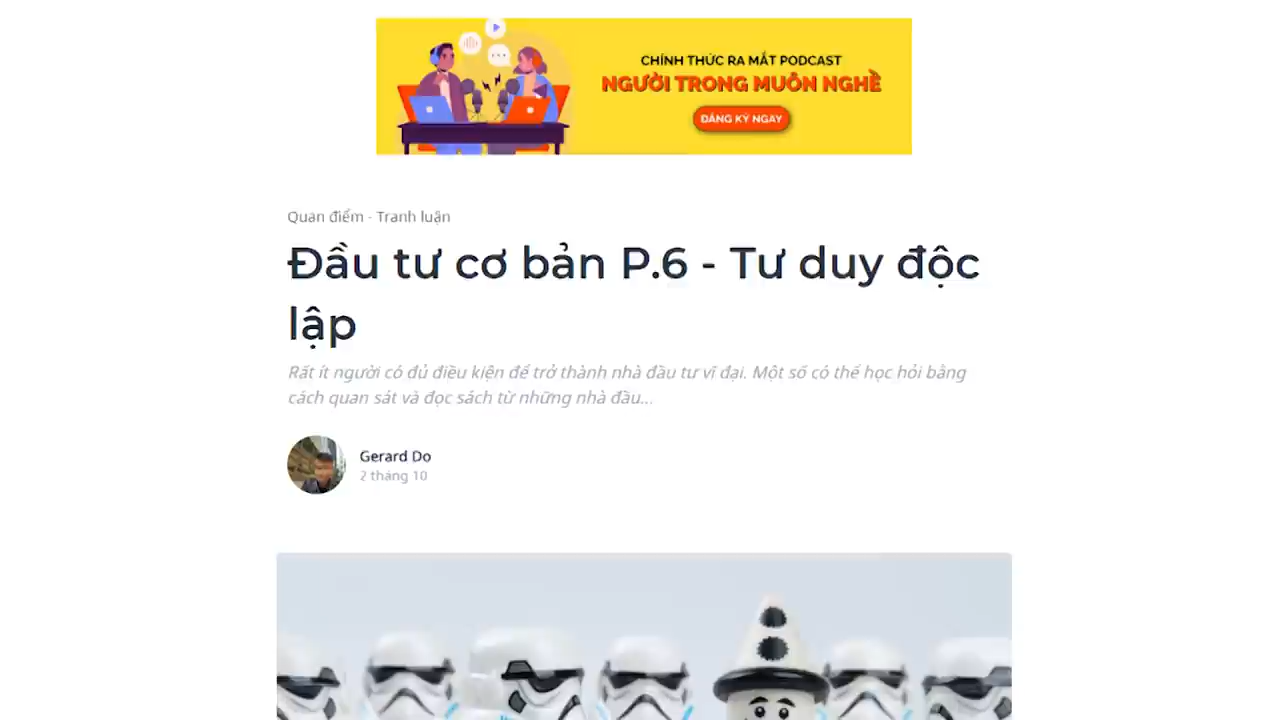 CHÍNH THỨC RA MẮT PODCAST
NGƯỜI TRONG MUÔN NGHỀ
ĐĂNG KÝ NGAY
Quan điểm - Tranh luận
Đầu tư cơ bản P.6 - Tư duy độc
lập
Rất ít người có đủ điều kiện để trở thành nhà đầu tư vĩ đại. Một số có thể học hỏi bằng
cách quan sát và đọc sách từ những nhà đầu...
Gerard Do
2 tháng 10